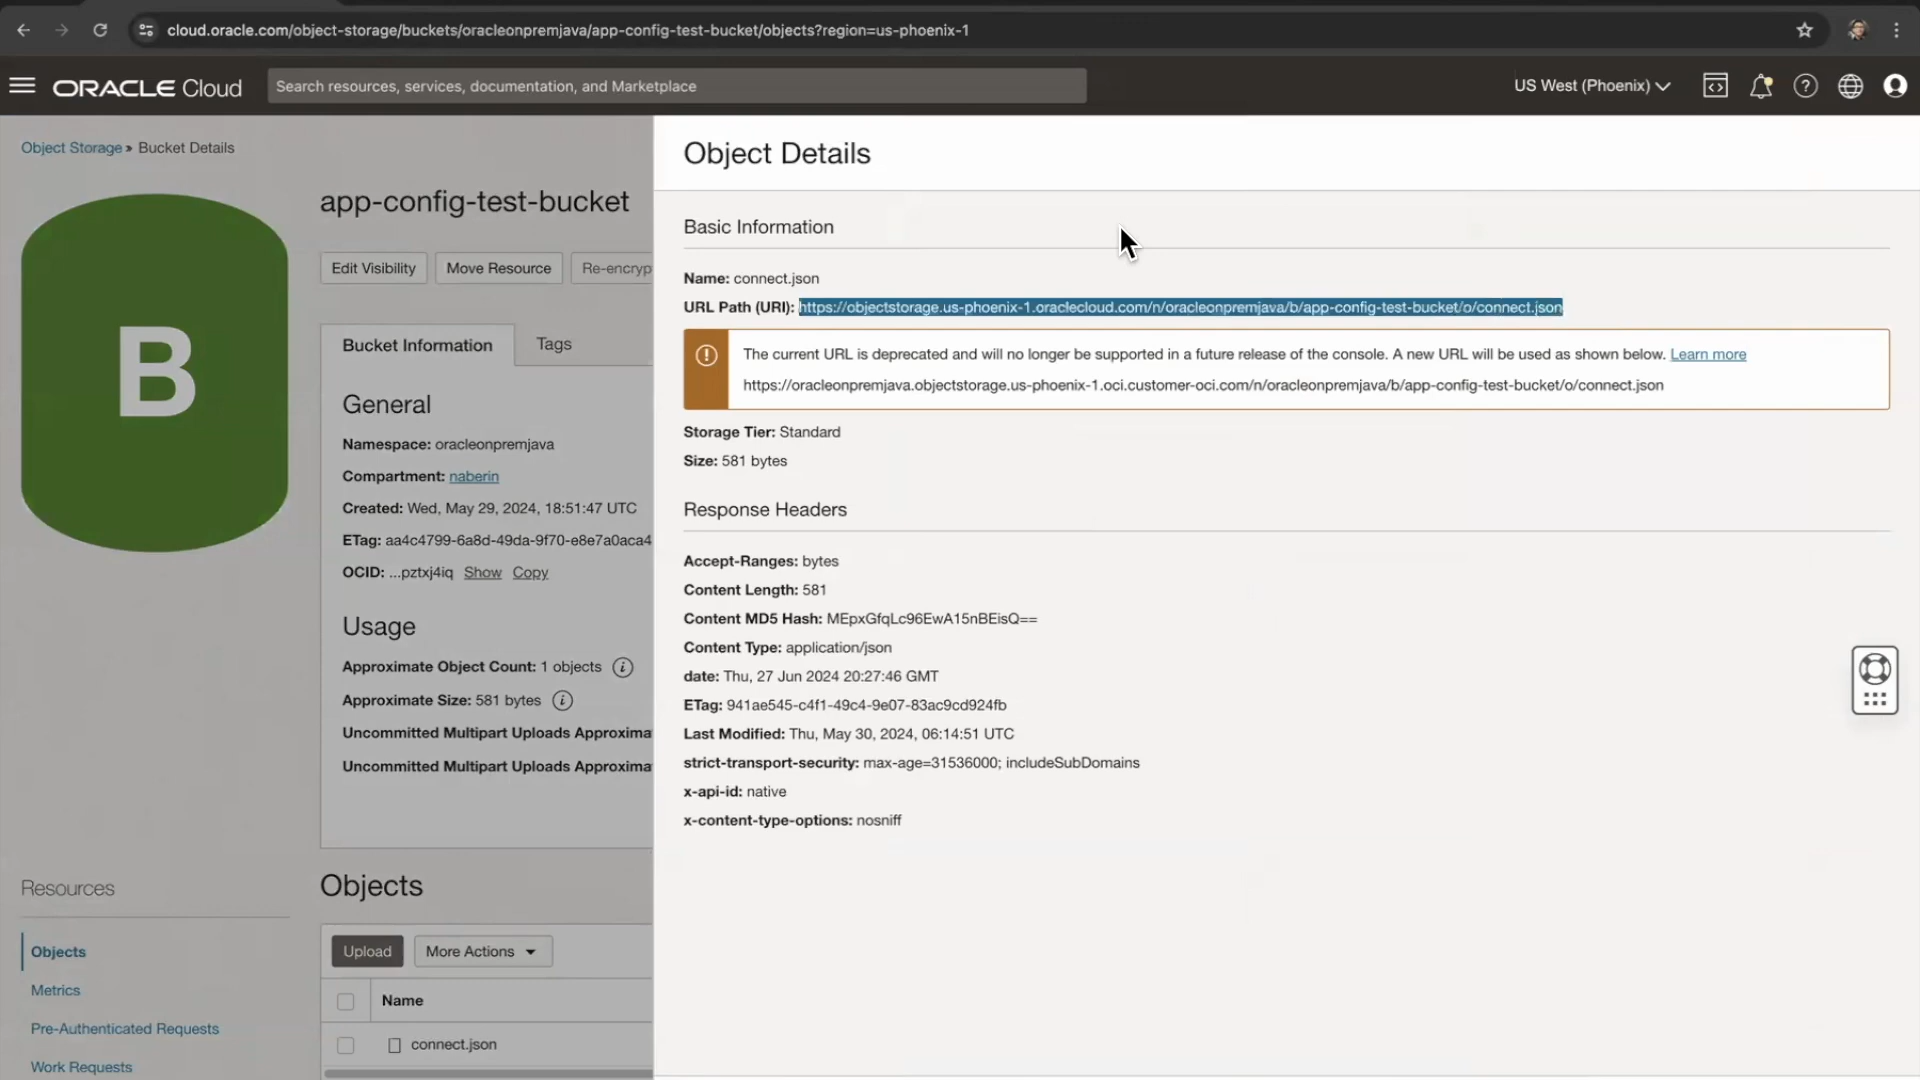 cloud.oracle.com/object-storage/buckets/oracleonpremjava/app-config-test-bucket/objects?region=us-phoenix-1
ORACLE Cloud
Search resources, services, documentation, and Marketplace
US West (Phoenix)
Object Storage » Bucket Details
B
app-config-test-bucket
Edit Visibility
Move Resource
Re-encryp
Bucket Information
Tags
General
Namespace: oracleonpremjava
Compartment: naberin
Created: Wed, May 29, 2024, 18:51:47 UTC
ETag: aa4c4799-6a8d-49da-9f70-e8e7a0aca4
OCID: ...pztxj4iq Show Copy
Usage
Approximate Object Count: 1 objects
Approximate Size: 581 bytes
Uncommitted Multipart Uploads Approxima
Uncommitted Multipart Uploads Approxima
Resources
Objects
Metrics
Pre-Authenticated Requests
Work Requests
Objects
Upload
More Actions
Name
connect.json
Object Details
Basic Information
Name: connect.json
URL Path (URI): https://objectstorage.us-phoenix-1.oraclecloud.com/n/oracleonpremjava/b/app-config-test-bucket/o/connect.json
The current URL is deprecated and will no longer be supported in a future release of the console. A new URL will be used as shown below. Learn more
https://oracleonpremjava.objectstorage.us-phoenix-1.oci.customer-oci.com/n/oracleonpremjava/b/app-config-test-bucket/o/connect.json
Storage Tier: Standard
Size: 581 bytes
Response Headers
Accept-Ranges: bytes
Content Length: 581
Content MD5 Hash: MEpxGfqLc96EwA15nBEisQ==
Content Type: application/json
date: Thu, 27 Jun 2024 20:27:46 GMT
ETag: 941ae545-c4f1-49c4-9e07-83ac9cd924fb
Last Modified: Thu, May 30, 2024, 06:14:51 UTC
strict-transport-security: max-age=31536000; includeSubDomains
x-api-id: native
x-content-type-options: nosniff